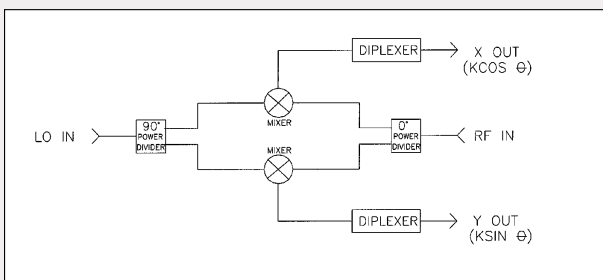 DIPLEXER
X OUT
(KCOS Θ)
MIXER
LO IN
90°
POWER
DIVIDER
0°
POWER
DIVIDER
RF IN
MIXER
DIPLEXER
Y OUT
(KSIN Θ)